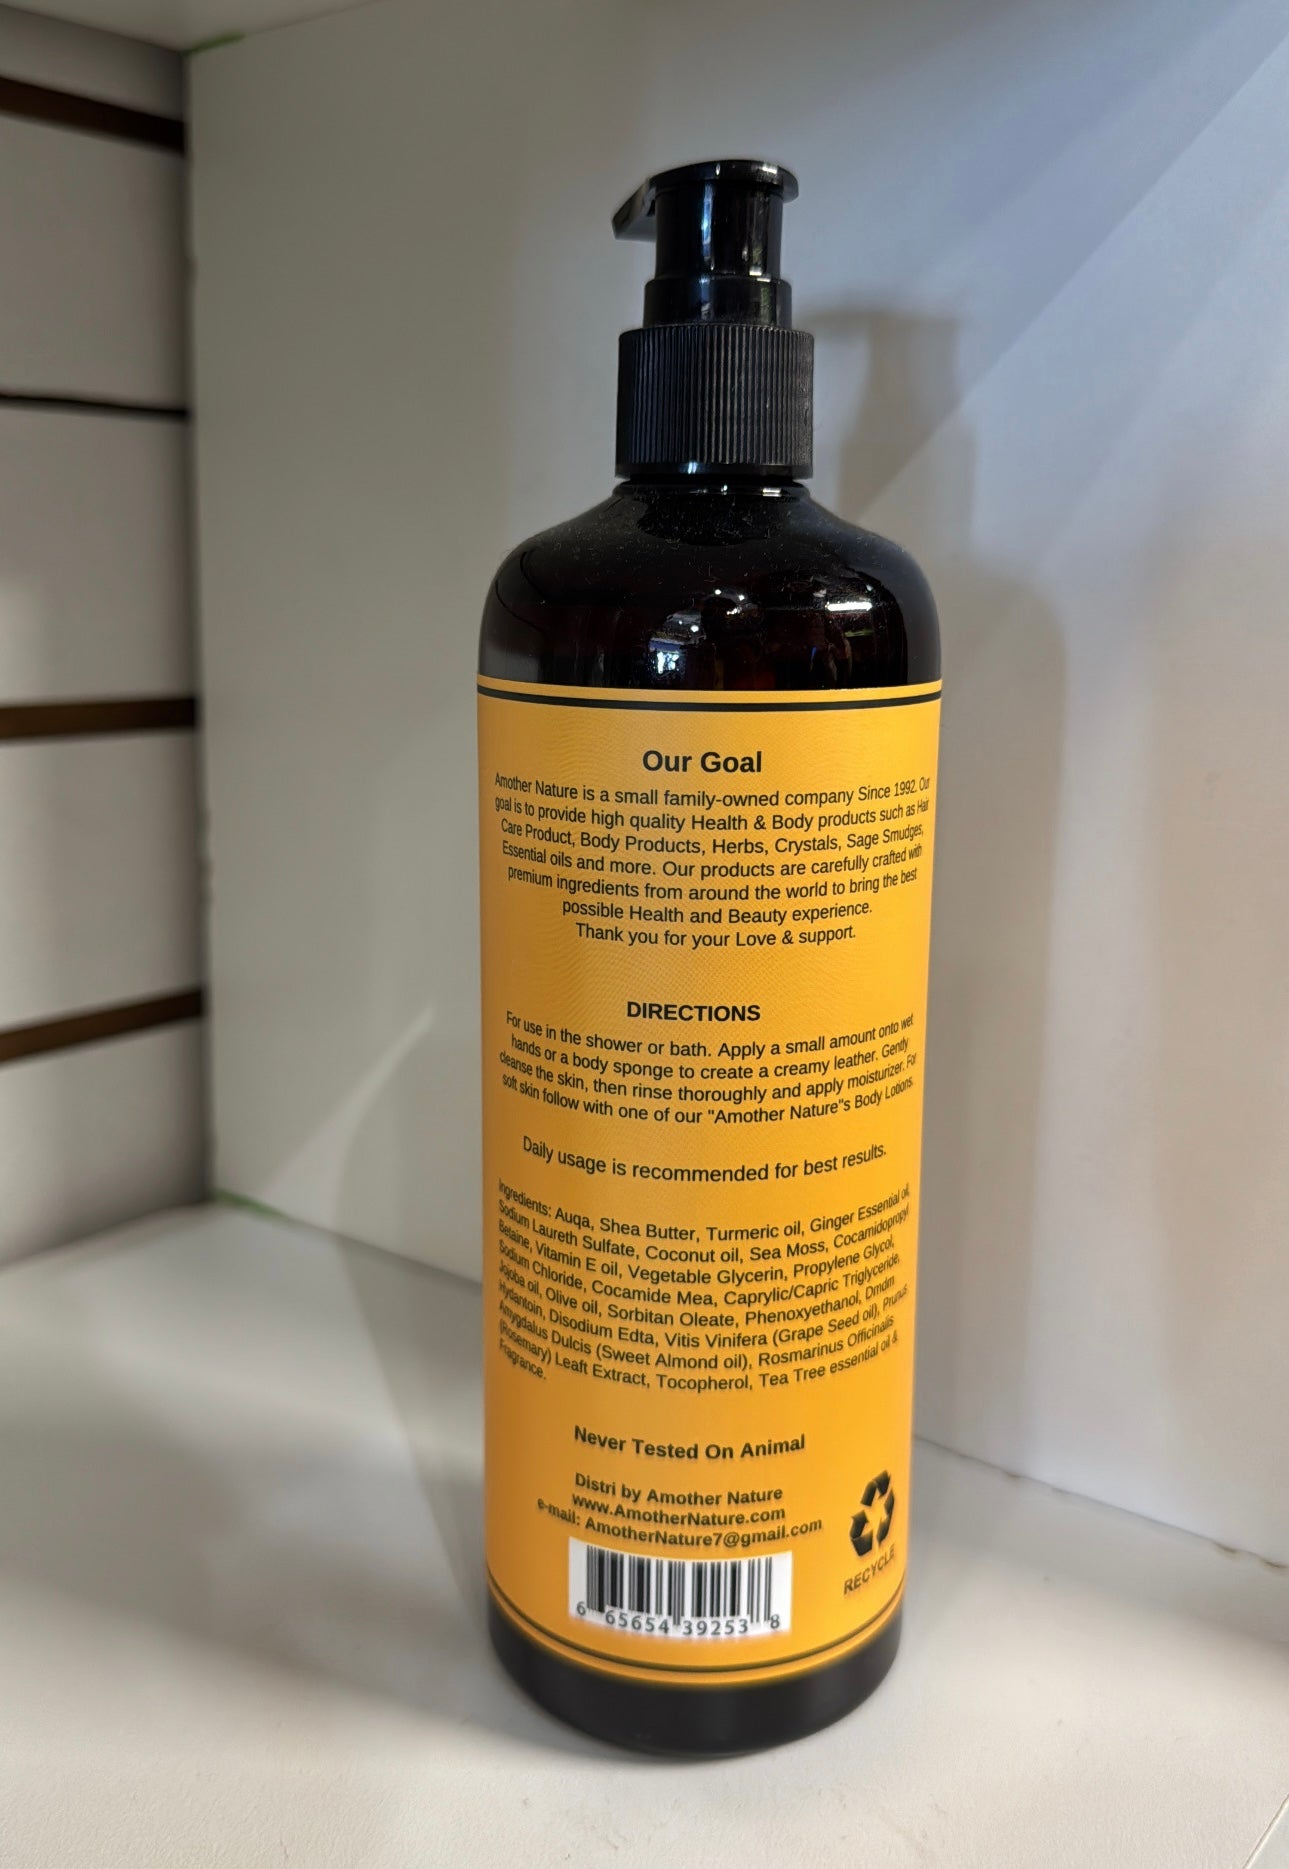 Our Goal
Amother Nature is a small family-owned company Since 1992. Our
goal is to provide high quality Health & Body products such as Hair
Care Product, Body Products, Herbs, Crystals, Sage Smudges,
Essential oils and more. Our products are carefully crafted with
premium ingredients from around the world to bring the best
possible Health and Beauty experience.
Thank you for your Love & support.
DIRECTIONS
For use in the shower or bath. Apply a small amount onto wet
hands or a body sponge to create a creamy leather. Gently
cleanse the skin, then rinse thoroughly and apply moisturizer. For
soft skin follow with one of our "Amother Nature"s Body Lotions.
Daily usage is recommended for best results.
Ingredients: Auqa, Shea Butter, Turmeric oil, Ginger Essential oil,
Sodium Laureth Sulfate, Coconut oil, Sea Moss, Cocamidopropyl
Betaine, Vitamin E oil, Vegetable Glycerin, Propylene Glycol,
Sodium Chloride, Cocamide Mea, Caprylic/Capric Triglyceride,
Jojoba oil, Olive oil, Sorbitan Oleate, Phenoxyethanol, Dmdm
Hydantoin, Disodium Edta, Vitis Vinifera (Grape Seed oil), Prunus
Amygdalus Dulcis (Sweet Almond oil), Rosmarinus Officinalis
(Rosemary) Leaft Extract, Tocopherol, Tea Tree essential oil &
Fragrance.
Never Tested On Animal
Distri by Amother Nature
www.AmotherNature.com
e-mail: AmotherNature7@gmail.com
RECYCLE
6 65654 39253 8